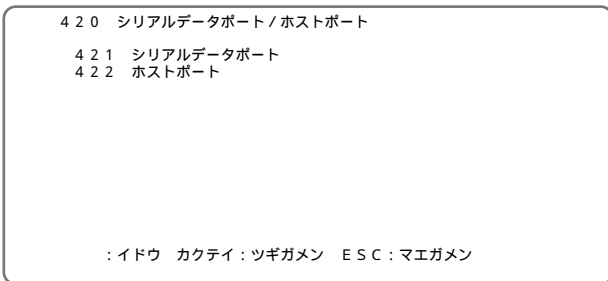 ４２０　シリアルデータポート／ホストポート
４２１　シリアルデータポート
４２２　ホストポート
：イドウ　カクテイ：ツギガメン　ＥＳＣ：マエガメン